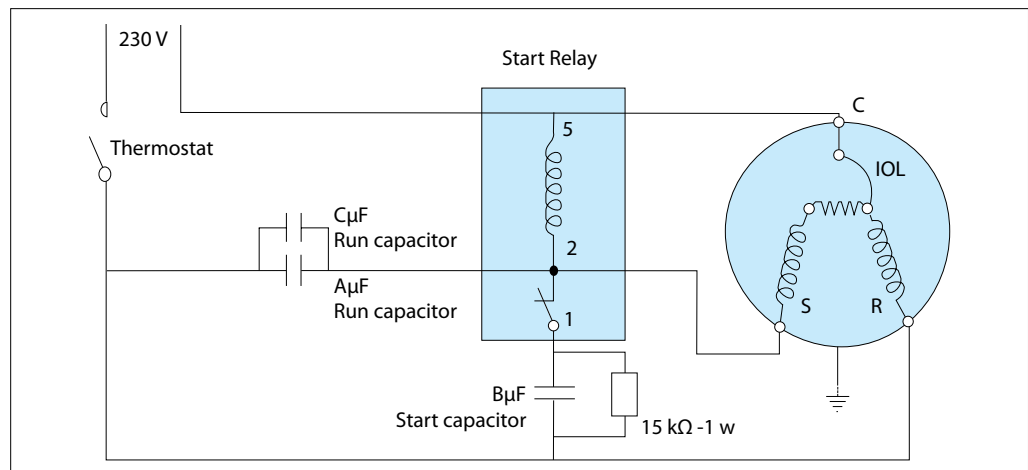 230 V
Start Relay
C
5
Thermostat
IOL
CµF
Run capacitor
2
AµF
Run capacitor
S
R
1
BµF
Start capacitor
15 kΩ -1 w